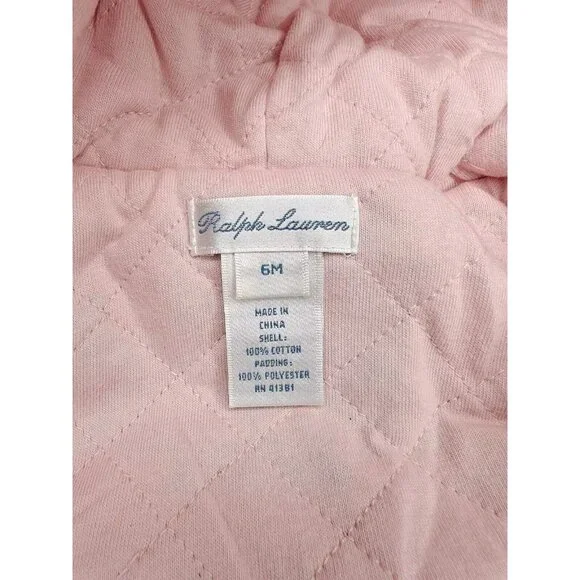 Ralph Lauren
6M
MADE IN
CHINA
SHELL:
100% COTTON
PADDING:
100% POLYESTER
RN 41381